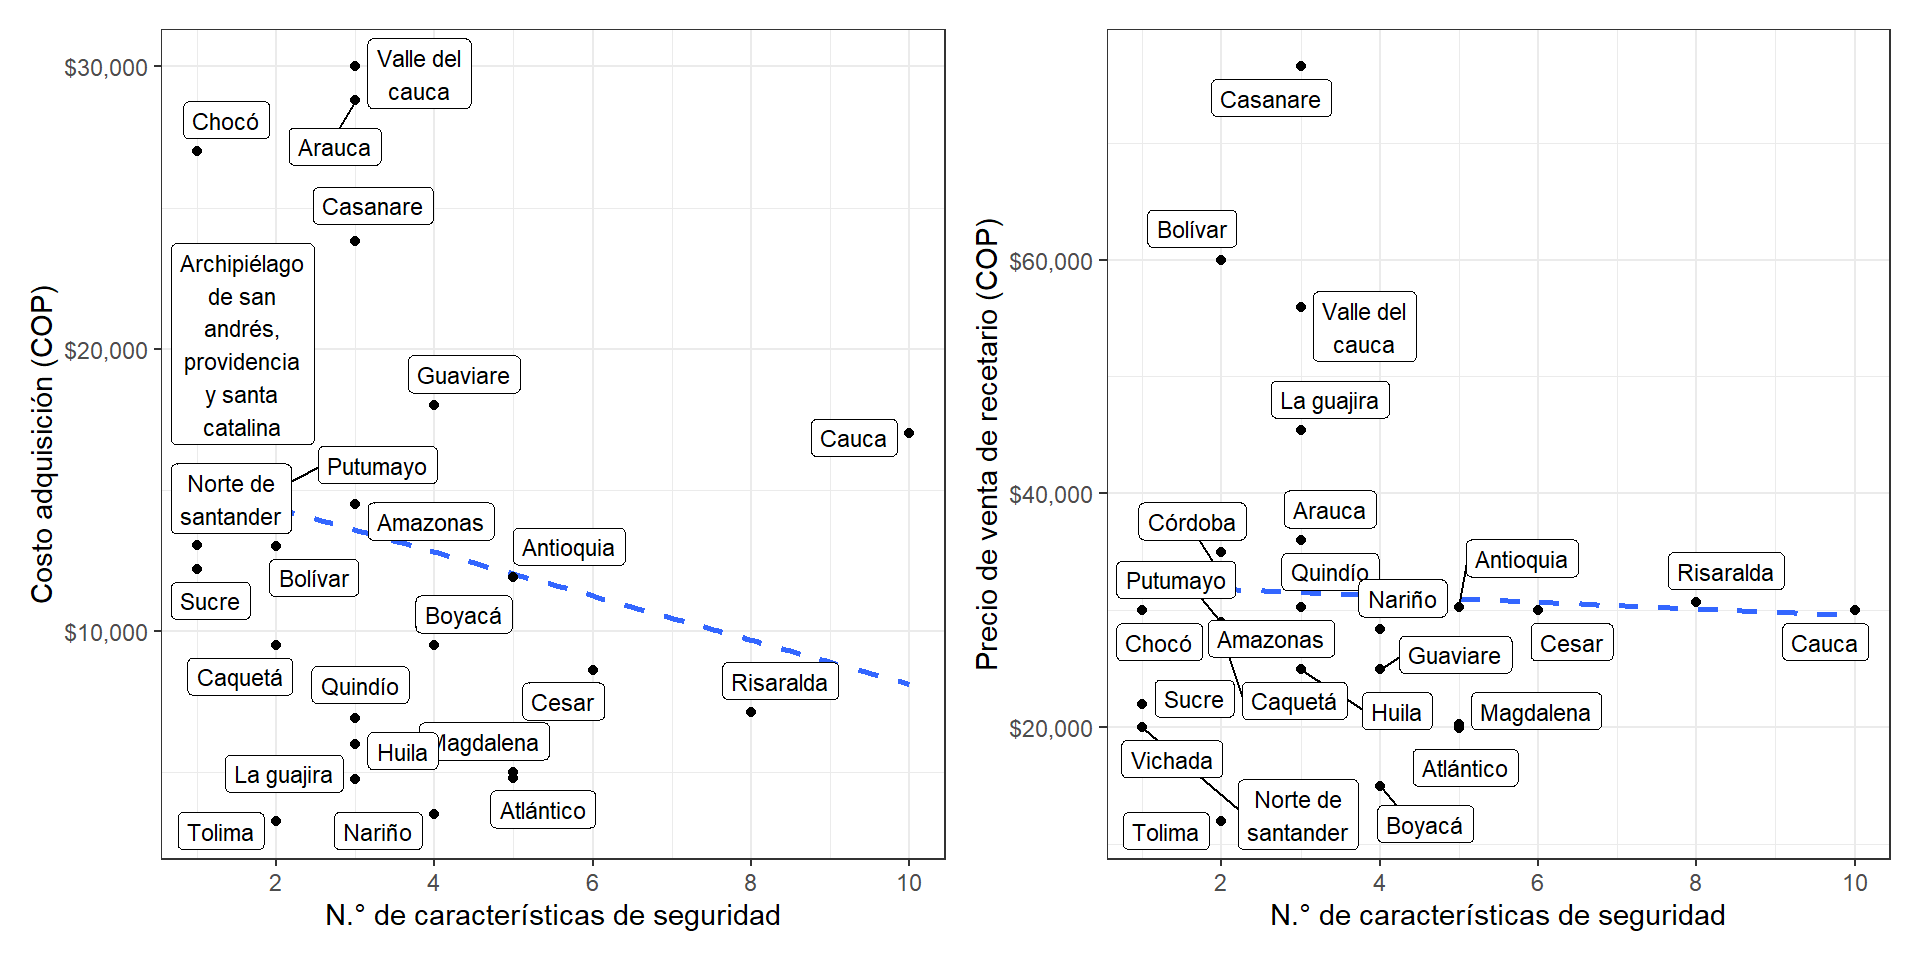 Costo adquisición (COP)
$30,000
$20,000
$10,000
Valle del
cauca
Chocó
Arauca
Casanare
Archipiélago
de san
andrés,
providencia
y santa
catalina
Guaviare
Cauca
Putumayo
Norte de
santander
Amazonas
Antioquia
Bolívar
Sucre
Boyacá
Caquetá
Quindío
Cesar
Risaralda
Magdalena
Huila
La guajira
Atlántico
Tolima
Nariño
2
4
6
8
10
N.° de características de seguridad
Precio de venta de recetario (COP)
$60,000
$40,000
$20,000
Casanare
Bolívar
Valle del
cauca
La guajira
Arauca
Córdoba
Antioquia
Quindío
Risaralda
Putumayo
Nariño
Chocó
Amazonas
Guaviare
Cesar
Cauca
Sucre
Caquetá
Huila
Magdalena
Vichada
Atlántico
Norte de
santander
Tolima
Boyacá
2
4
6
8
10
N.° de características de seguridad